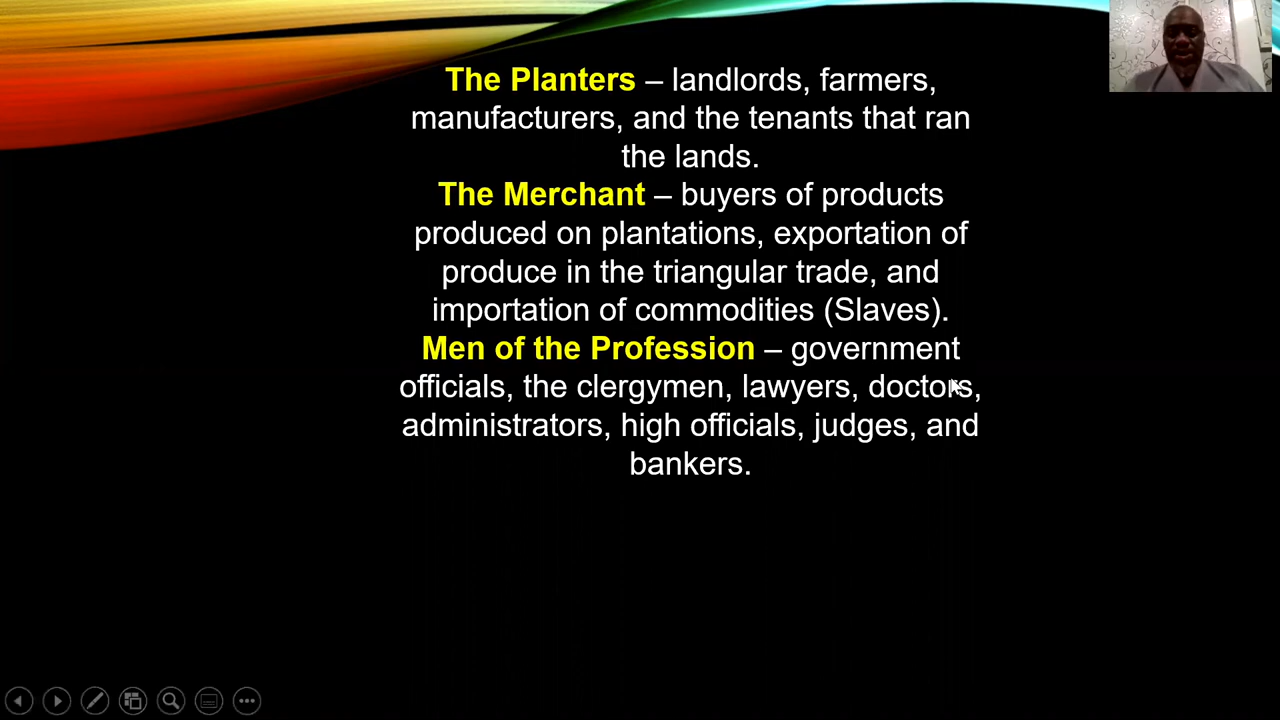 The Planters – landlords, farmers,
manufacturers, and the tenants that ran
the lands.
The Merchant – buyers of products
produced on plantations, exportation of
produce in the triangular trade, and
importation of commodities (Slaves).
Men of the Profession – government
officials, the clergymen, lawyers, doctors,
administrators, high officials, judges, and
bankers.